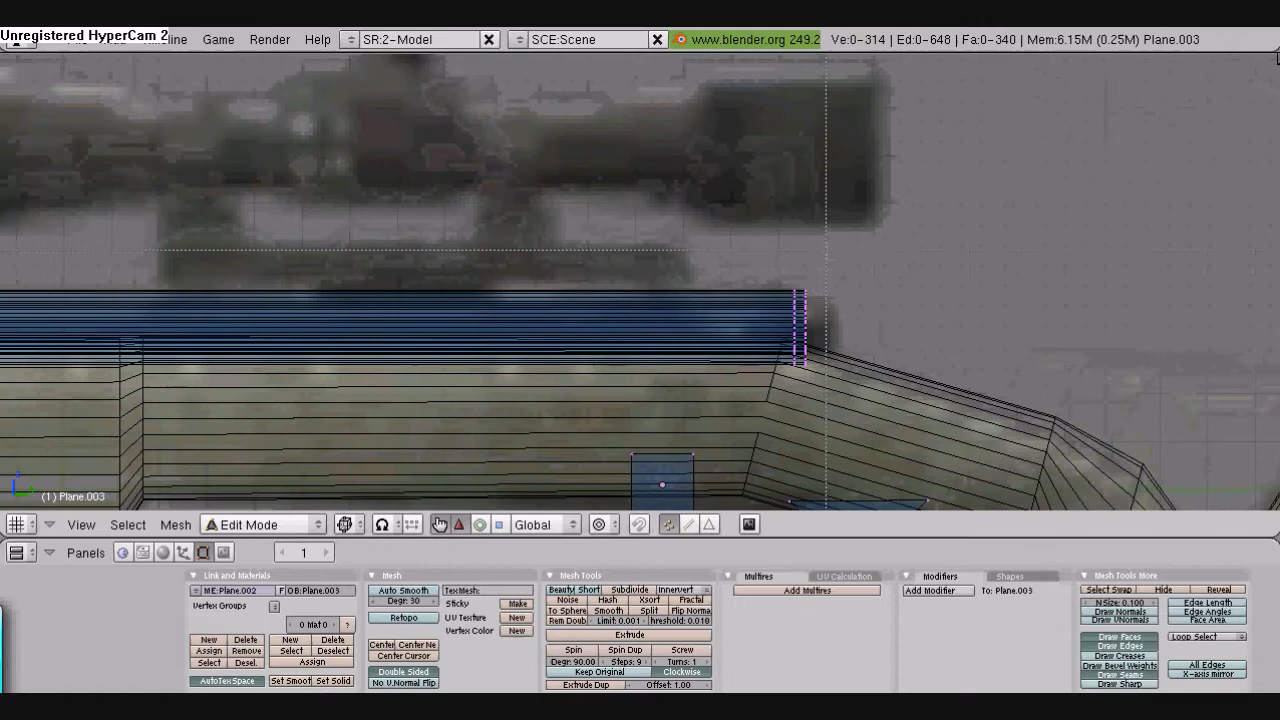 Unregistered HyperCam 2
Timeline Game Render Help SR:2-Model SCE:Scene www.blender.org 249.2 Ve:0-314 | Ed:0-648 | Fa:0-340 | Mem:6.15M (0.25M) Plane.003
(1) Plane.003
View Select Mesh Edit Mode Global
Panels 1
Link and Materials Mesh Mesh Tools Multires UV Calculation Modifiers Shapes Mesh Tools More
ME:Plane.002 F OB:Plane.003 Auto Smooth TexMesh: Beauty Short Subdivide Innervert Add Multires Add Modifier To: Plane.003 Select Swap Hide Reveal
Vertex Groups Degr: 30 Sticky Make Noise Hash Xsort Fractal NSize: 0.100 Edge Length
0 Mat 0 ? Retopo UV Texture New To Sphere Smooth Split Flip Norma Draw Normals Edge Angles
Vertex Color New Rem Doub Limit: 0.001 hreshold: 0.010 Draw VNormals Face Area
New Delete New Delete Center Center Ne Extrude Draw Faces Loop Select
Assign Remove Select Deselect Center Cursor Spin Spin Dup Screw Draw Edges
Select Desel. Assign Degr: 90.00 Steps: 9 Turns: 1 Draw Creases All Edges
AutoTexSpace Set Smoot Set Solid Double Sided Keep Original Clockwise Draw Bevel Weights X-axis mirror
No V.Normal Flip Extrude Dup Offset: 1.00 Draw Seams
Draw Sharp